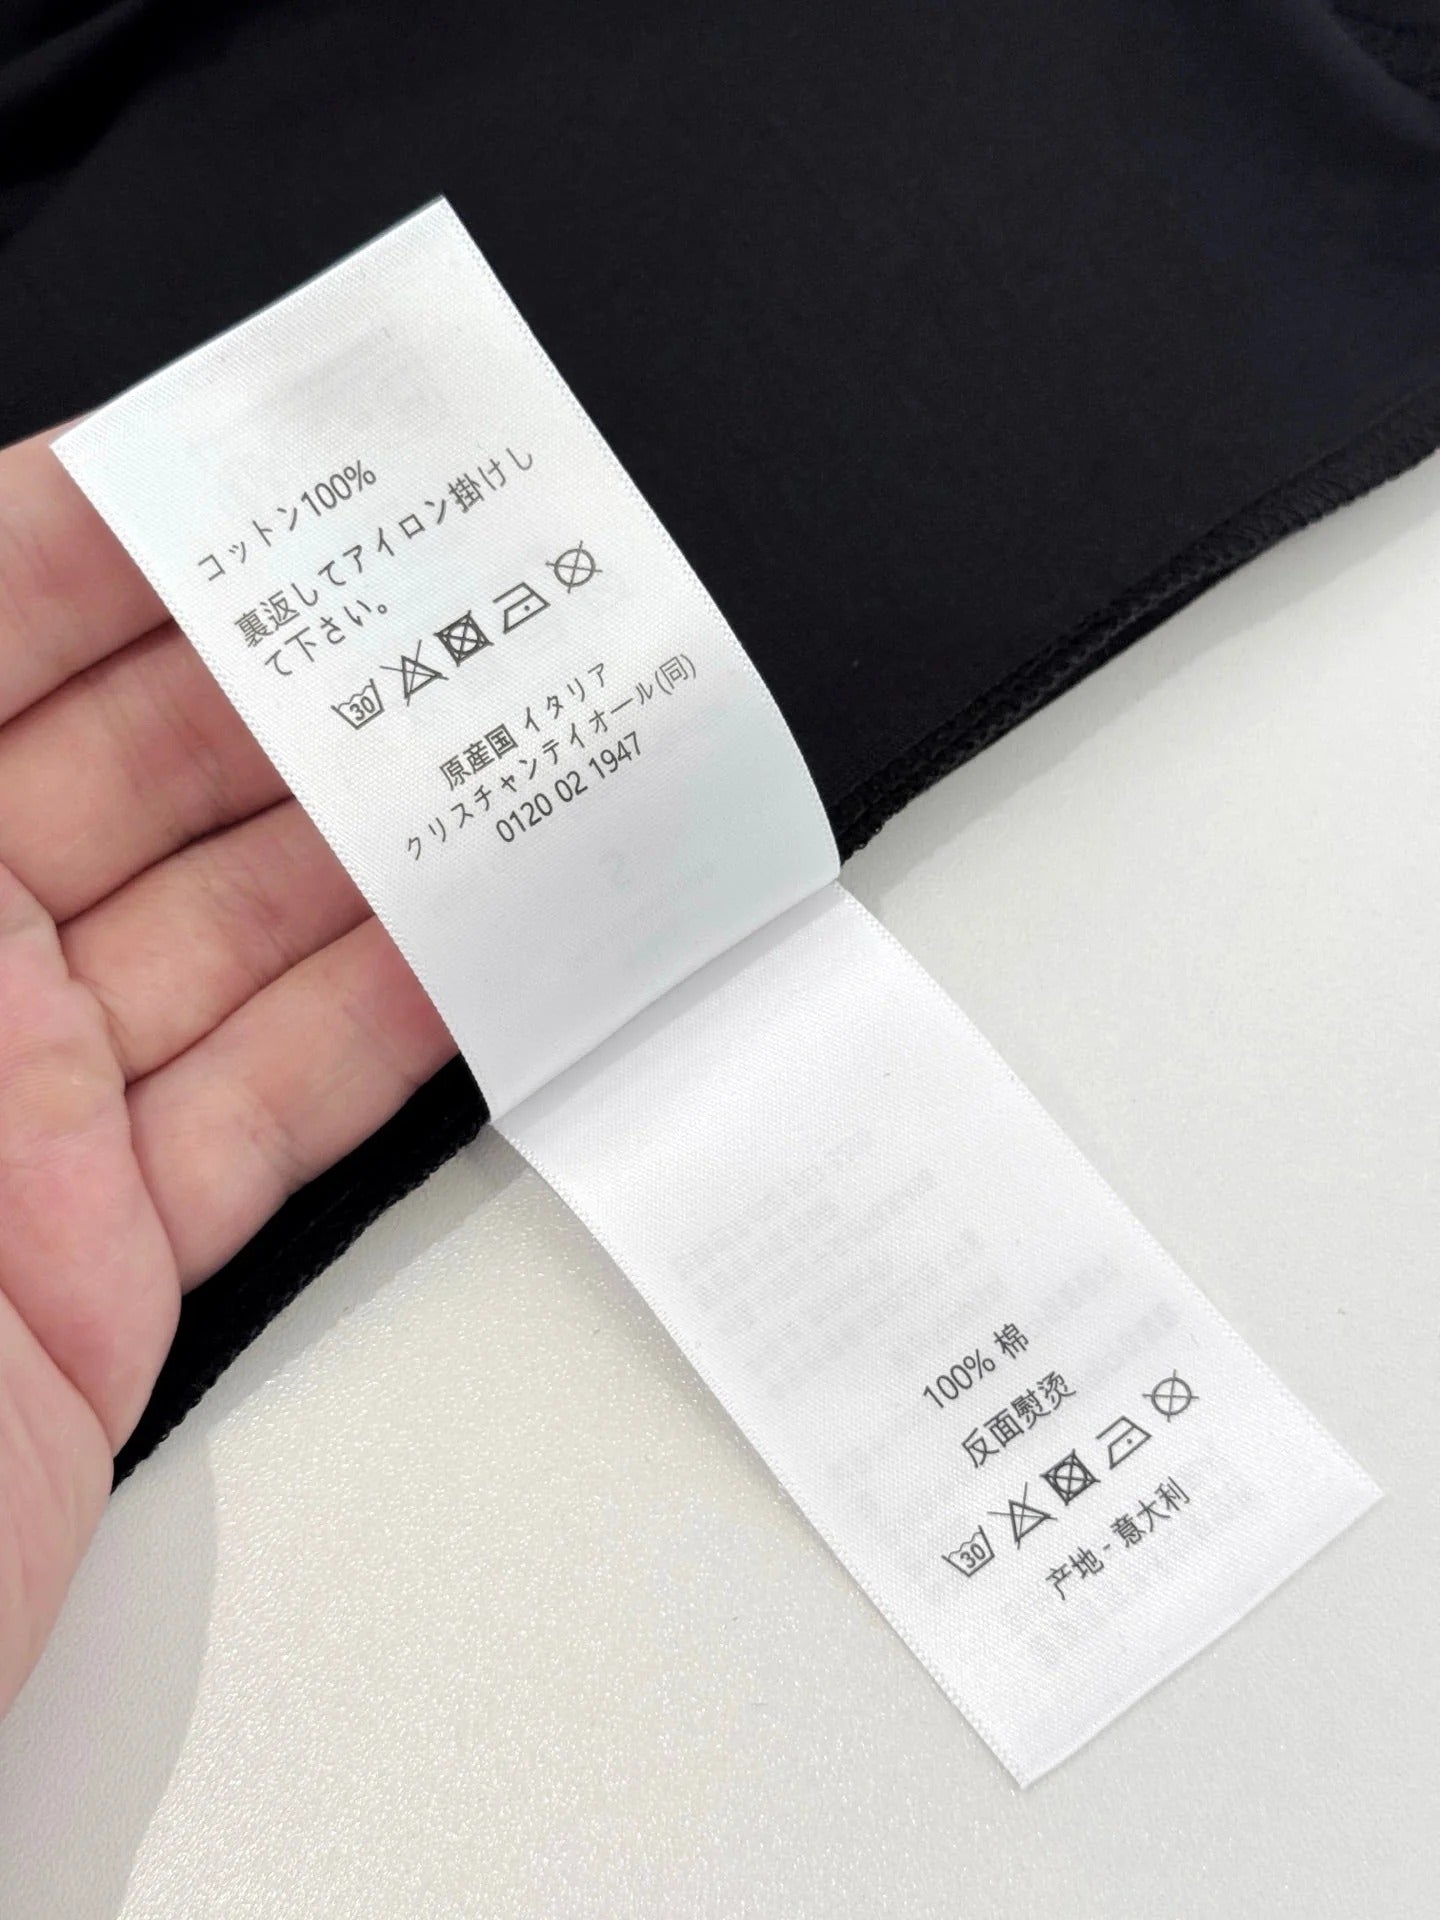 コットン100%
裏返してアイロン掛けし
て下さい。
30
原産国 イタリア
クリスチャンティオール(同)
0120 02 1947
100% 棉
反面熨烫
30
产地 - 意大利